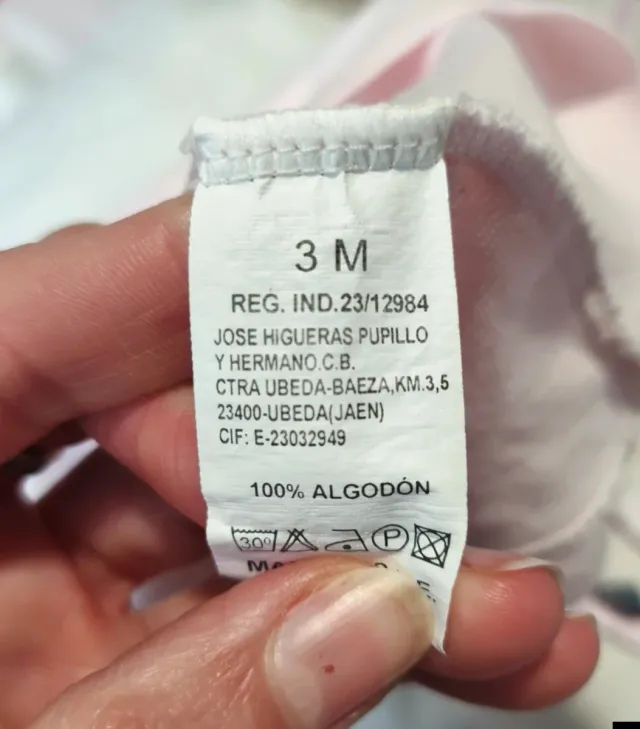 3 M
REG. IND.23/12984
JOSE HIGUERAS PUPILLO
Y HERMANO.C.B.
CTRA UBEDA-BAEZA,KM.3,5
23400-UBEDA(JAEN)
CIF: E-23032949
100% ALGODÓN
30º P